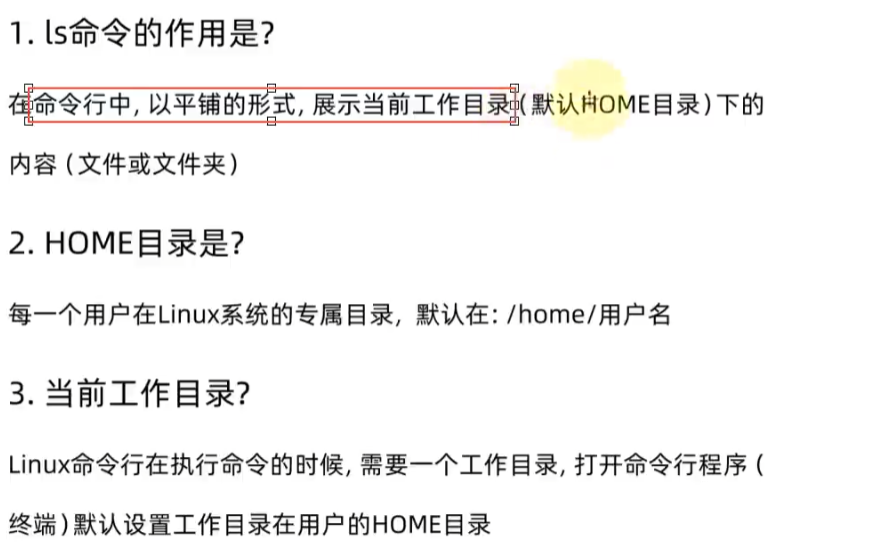 1. ls命令的作用是?
在命令行中, 以平铺的形式, 展示当前工作目录(默认HOME目录)下的
内容(文件或文件夹)
2. HOME目录是?
每一个用户在Linux系统的专属目录, 默认在: /home/用户名
3. 当前工作目录?
Linux命令行在执行命令的时候, 需要一个工作目录, 打开命令行程序(
终端)默认设置工作目录在用户的HOME目录